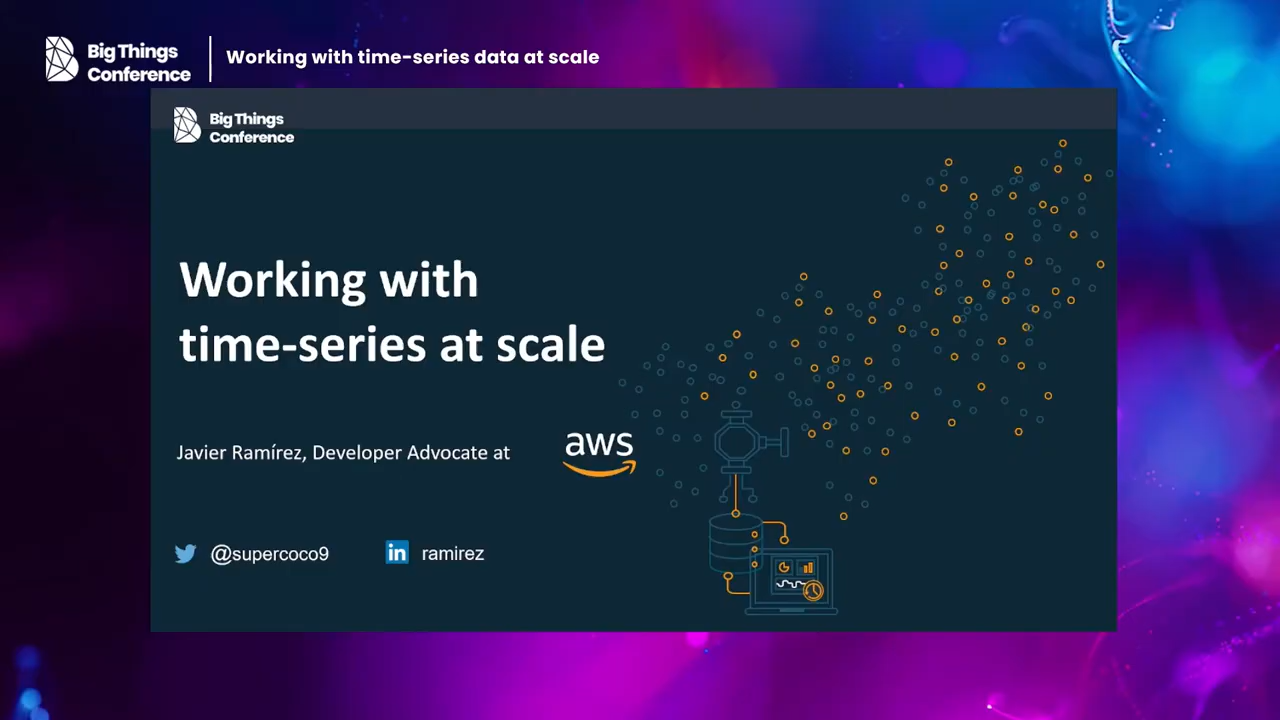 Big Things
Conference
Working with time-series data at scale
Big Things
Conference
Working with
time-series at scale
Javier Ramírez, Developer Advocate at
aws
@supercoco9
in
ramirez